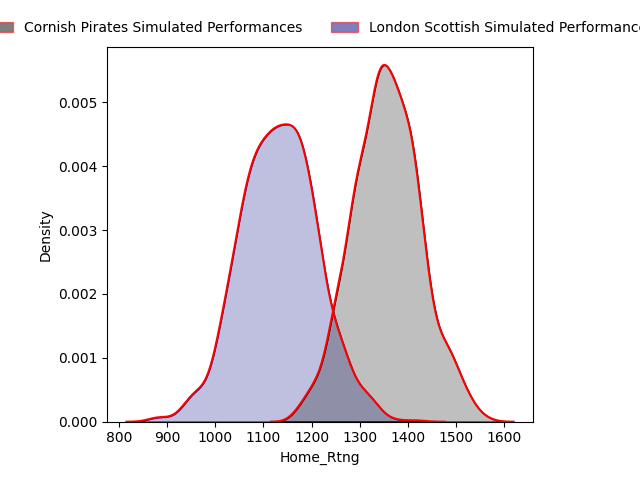 Cornish Pirates Simulated Performances London Scottish Simulated Performanc
0.005
0.004
0.003
0.002
0.001
0.000
Density
800 900 1000 1100 1200 1300 1400 1500 1600
Home_Rtng